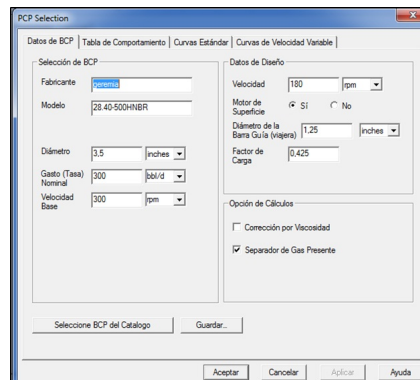 PCP Selection
Datos de BCP
Tabla de Comportamiento
Curvas Estándar
Curvas de Velocidad Variable
Selección de BCP
Fabricante
geremia
Modelo
28.40-500HNBR
Diámetro
3,5
inches
Gasto (Tasa)
Nominal
300
bbl/d
Velocidad
Base
300
rpm
Datos de Diseño
Velocidad
180
rpm
Motor de
Superficie
Sí
No
Diámetro de la
Barra Guía (viajera)
1,25
inches
Factor de
Carga
0,425
Opción de Cálculos
Corrección por Viscosidad
Separador de Gas Presente
Seleccione BCP del Catalogo
Guardar...
Aceptar
Cancelar
Aplicar
Ayuda